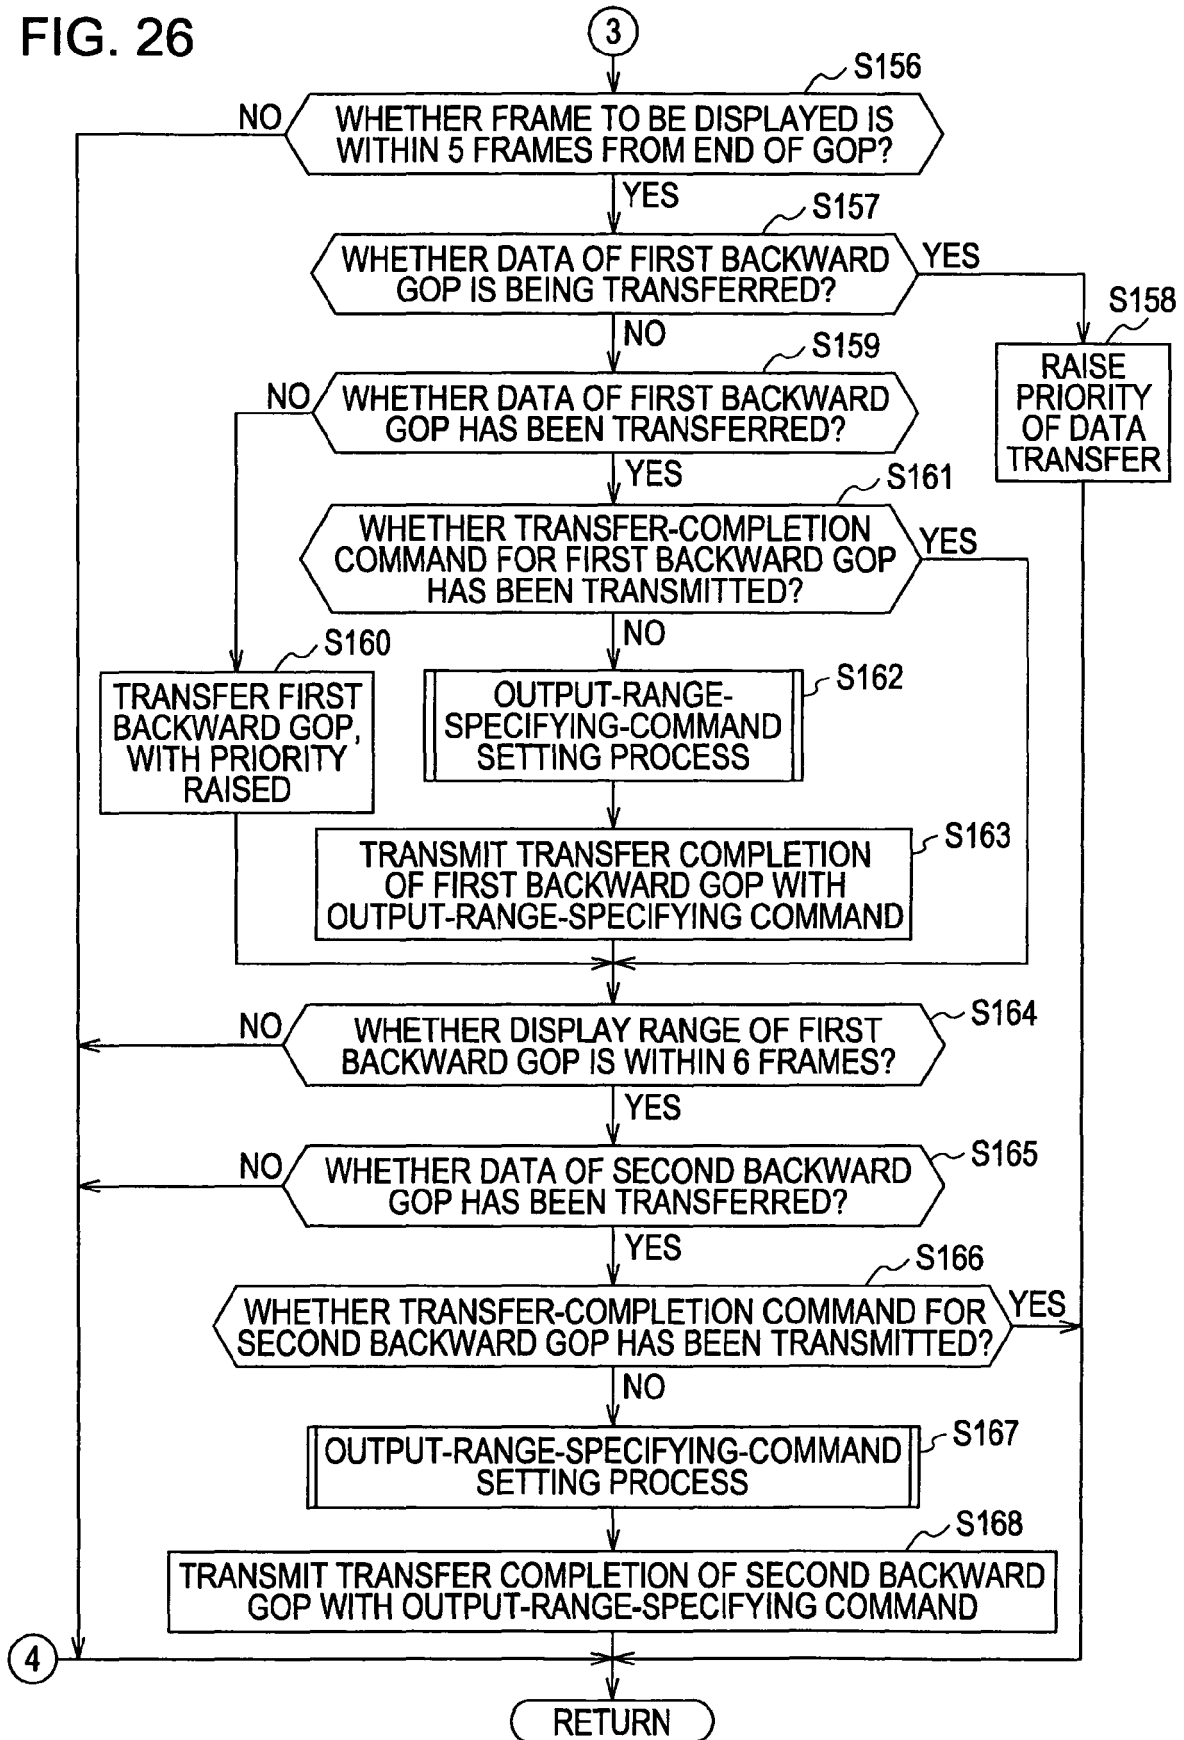 FIG. 26
3
S156
NO
WHETHER FRAME TO BE DISPLAYED IS
WITHIN 5 FRAMES FROM END OF GOP?
YES
S157
WHETHER DATA OF FIRST BACKWARD
GOP IS BEING TRANSFERRED?
YES
S158
RAISE
PRIORITY
OF DATA
TRANSFER
NO
S159
NO
WHETHER DATA OF FIRST BACKWARD
GOP HAS BEEN TRANSFERRED?
YES
S161
WHETHER TRANSFER-COMPLETION
COMMAND FOR FIRST BACKWARD GOP
HAS BEEN TRANSMITTED?
YES
NO
S160
TRANSFER FIRST
BACKWARD GOP,
WITH PRIORITY
RAISED
S162
OUTPUT-RANGE-
SPECIFYING-COMMAND
SETTING PROCESS
S163
TRANSMIT TRANSFER COMPLETION
OF FIRST BACKWARD GOP WITH
OUTPUT-RANGE-SPECIFYING COMMAND
S164
NO
WHETHER DISPLAY RANGE OF FIRST
BACKWARD GOP IS WITHIN 6 FRAMES?
YES
S165
NO
WHETHER DATA OF SECOND BACKWARD
GOP HAS BEEN TRANSFERRED?
YES
S166
WHETHER TRANSFER-COMPLETION COMMAND FOR
SECOND BACKWARD GOP HAS BEEN TRANSMITTED?
YES
NO
S167
OUTPUT-RANGE-SPECIFYING-COMMAND
SETTING PROCESS
S168
TRANSMIT TRANSFER COMPLETION OF SECOND BACKWARD
GOP WITH OUTPUT-RANGE-SPECIFYING COMMAND
4
RETURN